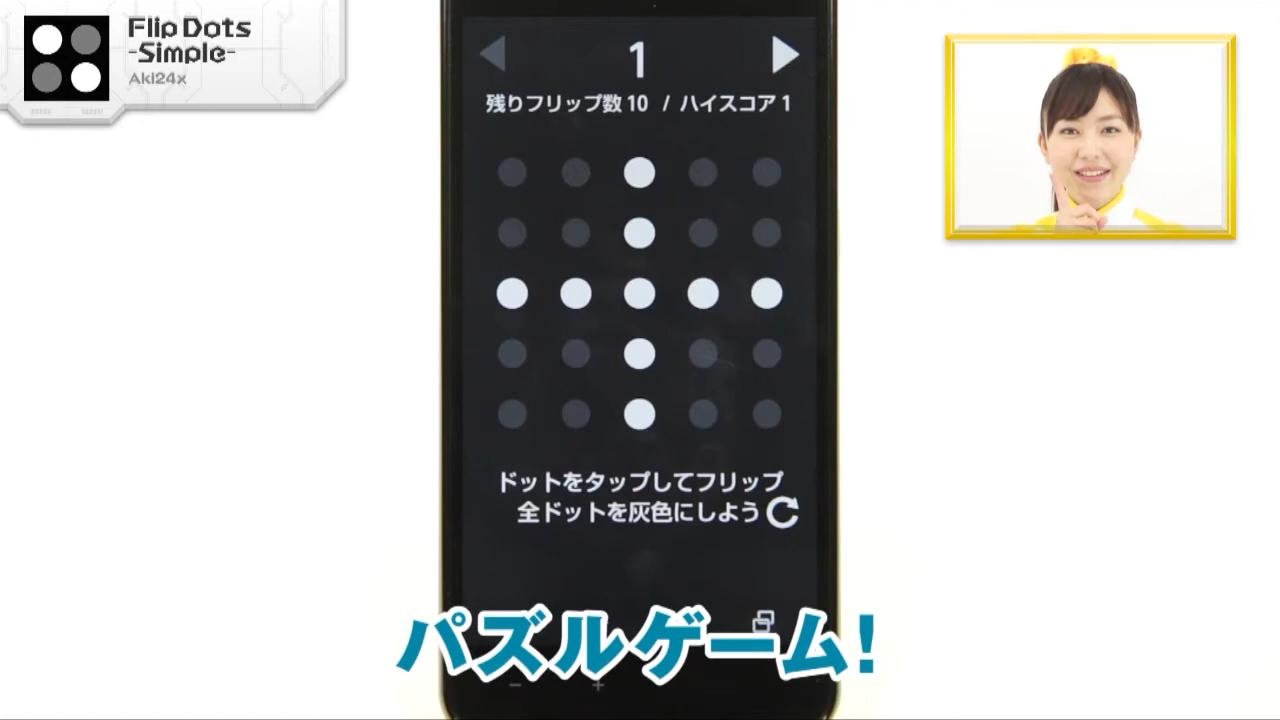 Flip Dots
-Simple-
Aki24x
1
残りフリップ数 10 / ハイスコア 1
ドットをタップしてフリップ
全ドットを灰色にしよう
パズルゲーム!